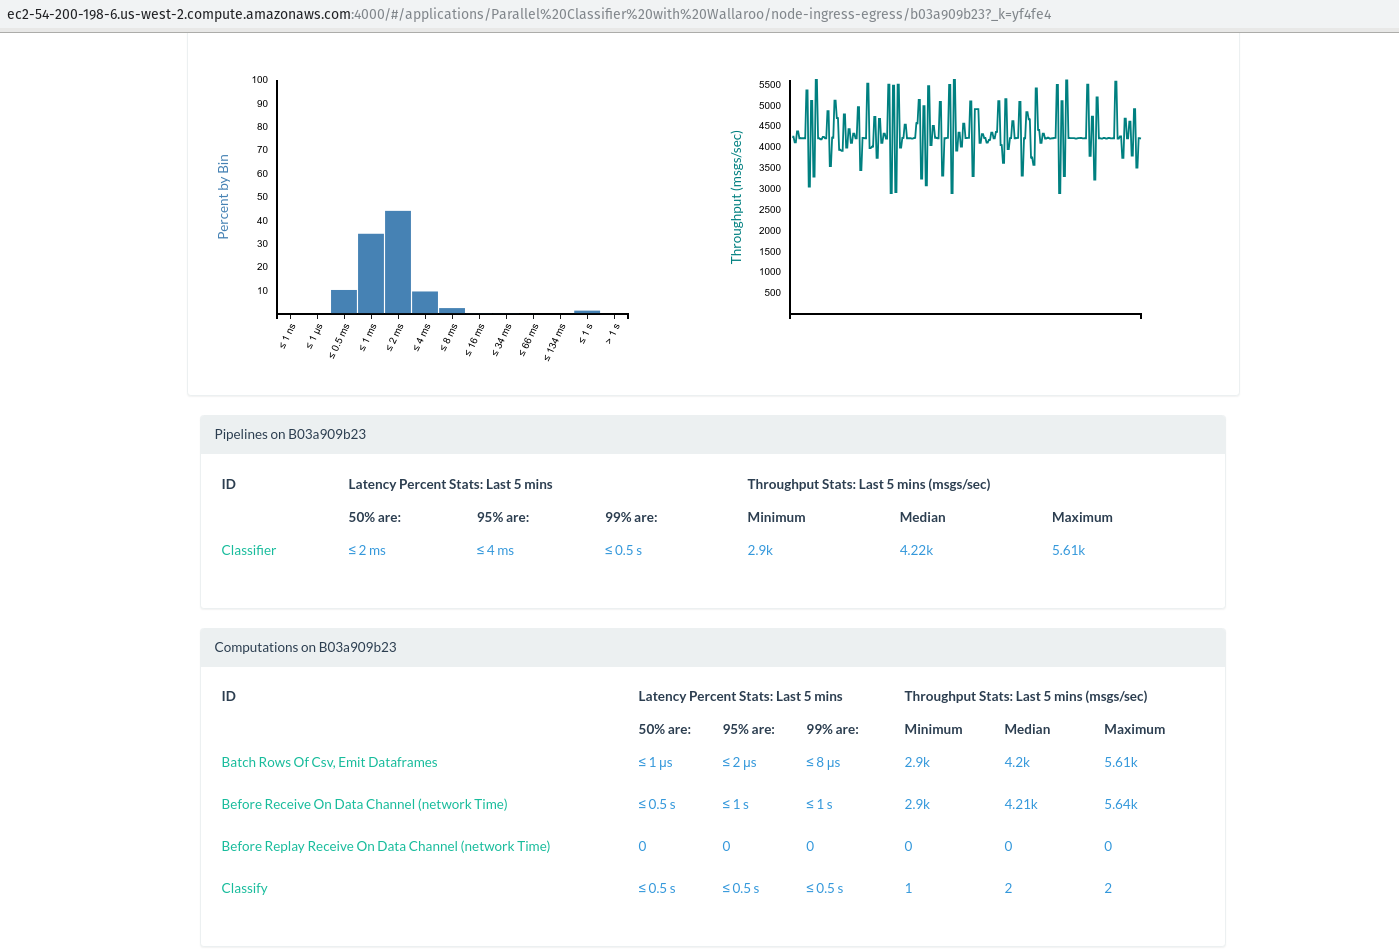 ec2-54-200-198-6.us-west-2.compute.amazonaws.com:4000/#/applications/Parallel%20Classifier%20with%20Wallaroo/node-ingress-egress/b03a909b23?_k=yf4fe4
Percent by Bin
100
90
80
70
60
50
40
30
20
10
≤ 1 ns
≤ 1 μs
≤ 0.5 ms
≤ 1 ms
≤ 2 ms
≤ 4 ms
≤ 8 ms
≤ 16 ms
≤ 34 ms
≤ 66 ms
≤ 134 ms
≤ 1 s
> 1 s
Throughput (msgs/sec)
5500
5000
4500
4000
3500
3000
2500
2000
1500
1000
500
Pipelines on B03a909b23
ID Latency Percent Stats: Last 5 mins Throughput Stats: Last 5 mins (msgs/sec)
50% are: 95% are: 99% are: Minimum Median Maximum
Classifier ≤ 2 ms ≤ 4 ms ≤ 0.5 s 2.9k 4.22k 5.61k
Computations on B03a909b23
ID Latency Percent Stats: Last 5 mins Throughput Stats: Last 5 mins (msgs/sec)
50% are: 95% are: 99% are: Minimum Median Maximum
Batch Rows Of Csv, Emit Dataframes ≤ 1 μs ≤ 2 μs ≤ 8 μs 2.9k 4.2k 5.61k
Before Receive On Data Channel (network Time) ≤ 0.5 s ≤ 1 s ≤ 1 s 2.9k 4.21k 5.64k
Before Replay Receive On Data Channel (network Time) 0 0 0 0 0 0
Classify ≤ 0.5 s ≤ 0.5 s ≤ 0.5 s 1 2 2